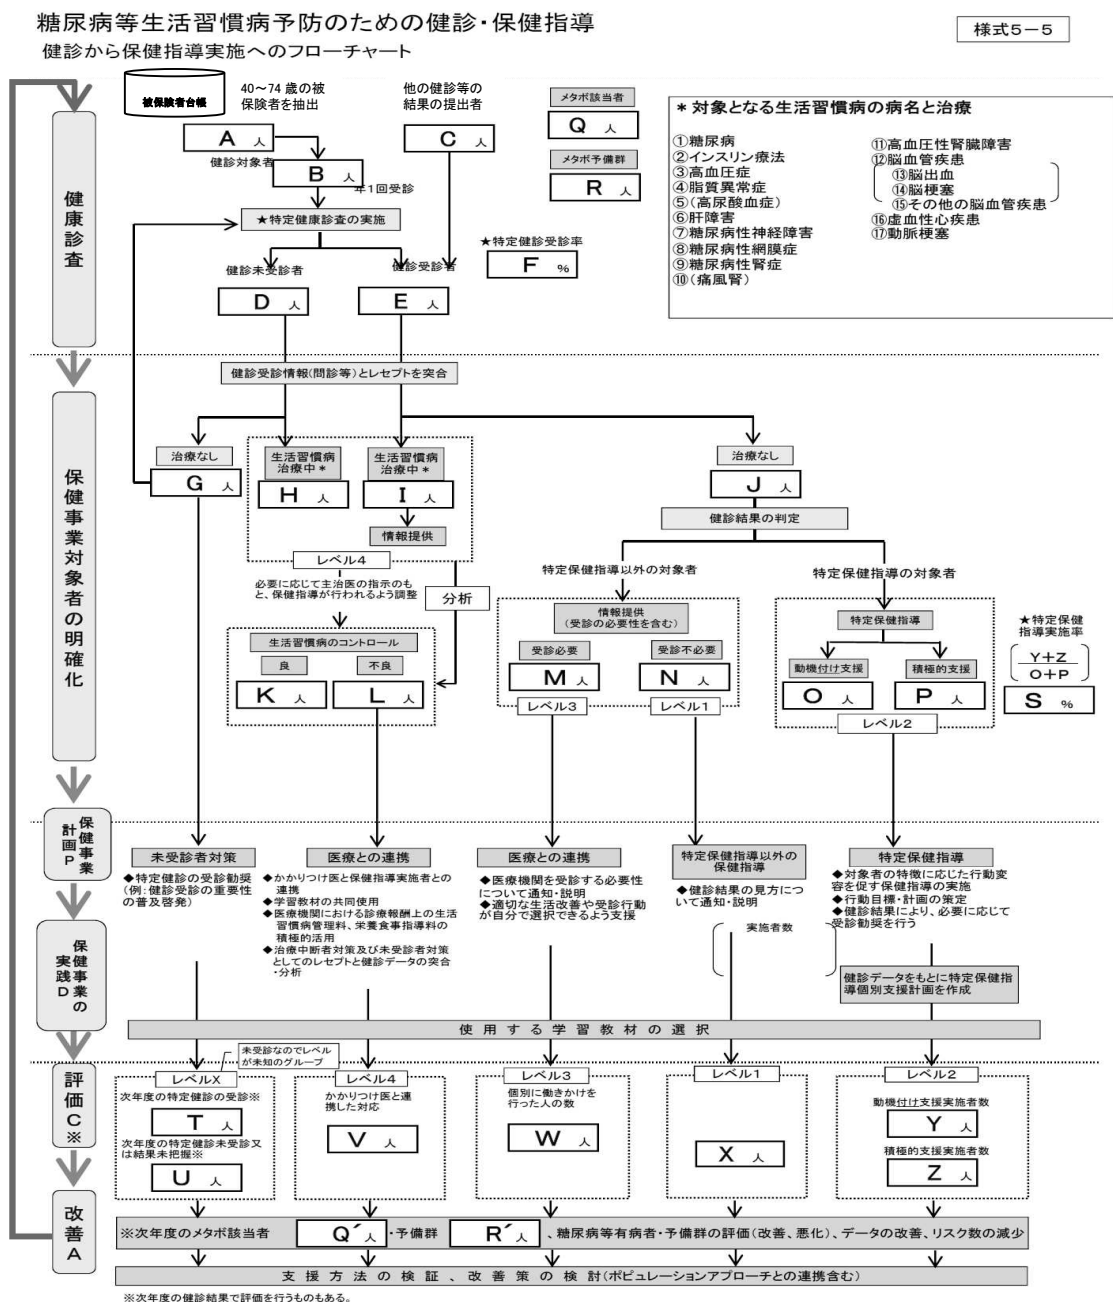 糖尿病等生活習慣病予防のための健診・保健指導
様式5-5
健診から保健指導実施へのフローチャート
健康診査
被保険者台帳
40～74 歳の被
保険者を抽出
他の健診等の
結果の提出者
メタボ該当者
Q 人
メタボ予備群
R 人
A 人
C 人
健診対象者
B 人
年1回受診
★特定健康診査の実施
★特定健診受診率
F %
健診未受診者
健診受診者
D 人
E 人
＊対象となる生活習慣病の病名と治療
①糖尿病
②インスリン療法
③高血圧症
④脂質異常症
⑤(高尿酸血症)
⑥肝障害
⑦糖尿病性神経障害
⑧糖尿病性網膜症
⑨糖尿病性腎症
⑩(痛風腎)
⑪高血圧性腎臓障害
⑫脳血管疾患
⑬脳出血
⑭脳梗塞
⑮その他の脳血管疾患
⑯虚血性心疾患
⑰動脈梗塞
保健事業対象者の明確化
健診受診情報(問診等)とレセプトを突合
治療なし
G 人
生活習慣病
治療中＊
H 人
生活習慣病
治療中＊
I 人
情報提供
レベル4
治療なし
J 人
健診結果の判定
必要に応じて主治医の指示のも
と、保健指導が行われるよう調整
分析
生活習慣病のコントロール
良
不良
K 人
L 人
特定保健指導以外の対象者
情報提供
(受診の必要性を含む)
受診必要
受診不必要
M 人
N 人
レベル3
レベル1
特定保健指導の対象者
特定保健指導
動機付け支援
積極的支援
O 人
P 人
レベル2
★特定保健
指導実施率
Y+Z
O+P
S %
保健事業
計画P
未受診者対策
◆特定健診の受診勧奨
(例：健診受診の重要性
の普及啓発)
医療との連携
◆かかりつけ医と保健指導実施者との
連携
◆学習教材の共同使用
◆医療機関における診療報酬上の生活
習慣病管理料、栄養食事指導料の
積極的活用
◆治療中断者対策及び未受診者対策
としてのレセプトと健診データの突合
・分析
医療との連携
◆医療機関を受診する必要性
について通知・説明
◆適切な生活改善や受診行動
が自分で選択できるよう支援
特定保健指導以外の
保健指導
◆健診結果の見方につ
いて通知・説明
実施者数
特定保健指導
◆対象者の特徴に応じた行動変
容を促す保健指導の実施
◆行動目標・計画の策定
◆健診結果により、必要に応じて
受診勧奨を行う
健診データをもとに特定保健指
導個別支援計画を作成
保健事業の
実践D
使用する学習教材の選択
評価C※
未受診なのでレベル
が未知のグループ
レベルX
次年度の特定健診の受診※
T 人
次年度の特定健診未受診又
は結果未把握※
U 人
レベル4
かかりつけ医と連
携した対応
V 人
レベル3
個別に働きかけを
行った人の数
W 人
レベル1
X 人
レベル2
動機付け支援実施者数
Y 人
積極的支援実施者数
Z 人
改善A
※次年度のメタボ該当者 Q´人 ・予備群 R´人 、糖尿病等有病者・予備群の評価(改善、悪化)、データの改善、リスク数の減少
支援方法の検証、改善策の検討(ポピュレーションアプローチとの連携含む)
※次年度の健診結果で評価を行うものもある。